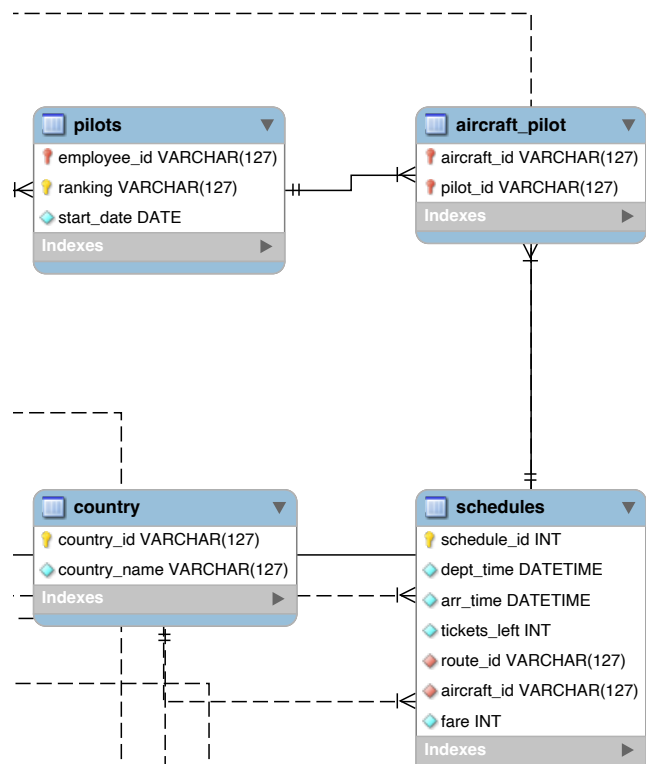 pilots
employee_id VARCHAR(127)
ranking VARCHAR(127)
start_date DATE
Indexes
aircraft_pilot
aircraft_id VARCHAR(127)
pilot_id VARCHAR(127)
Indexes
country
country_id VARCHAR(127)
country_name VARCHAR(127)
Indexes
schedules
schedule_id INT
dept_time DATETIME
arr_time DATETIME
tickets_left INT
route_id VARCHAR(127)
aircraft_id VARCHAR(127)
fare INT
Indexes